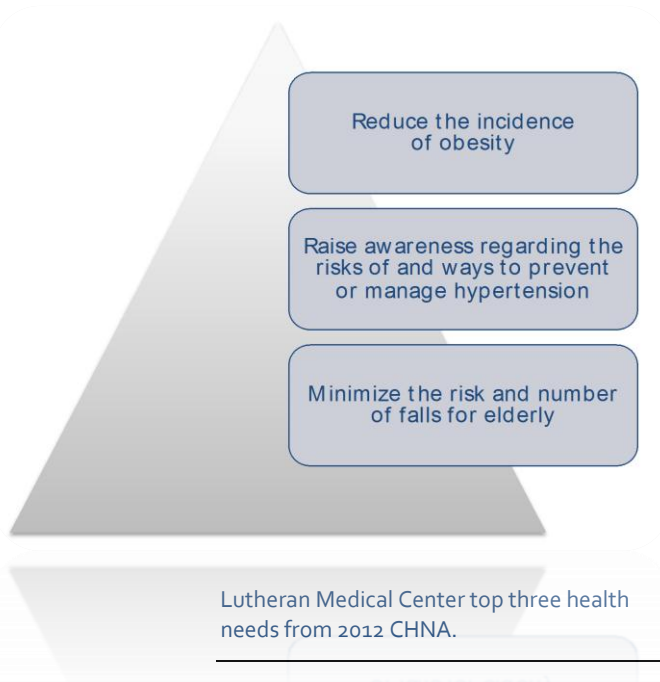 Reduce the incidence
of obesity
Raise awareness regarding the
risks of and ways to prevent
or manage hypertension
Minimize the risk and number
of falls for elderly
Lutheran Medical Center top three health
needs from 2012 CHNA.